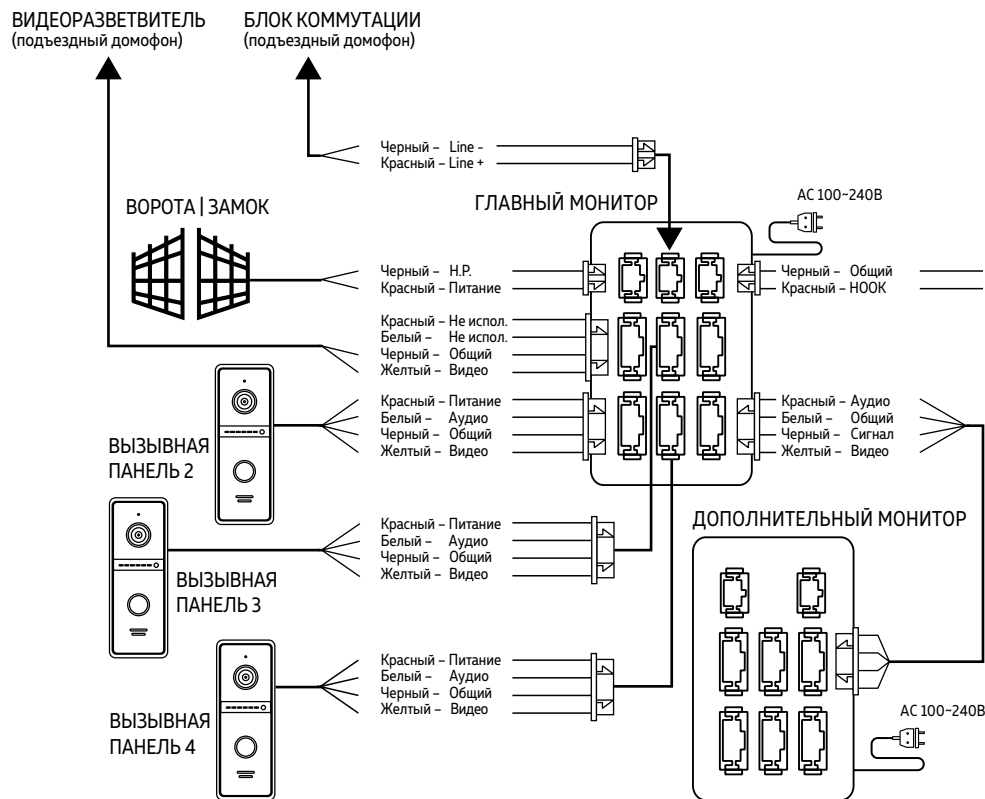 ВИДЕОРАЗВЕТВИТЕЛЬ
(подъездный домофон)
БЛОК КОММУТАЦИИ
(подъездный домофон)
Черный – Line -
Красный – Line +
ВОРОТА | ЗАМОК
ГЛАВНЫЙ МОНИТОР
AC 100~240В
Черный – Н.Р.
Красный – Питание
Черный – Общий
Красный – HOOK
Красный – Не испол.
Белый – Не испол.
Черный – Общий
Желтый – Видео
Красный – Питание
Белый – Аудио
Черный – Общий
Желтый – Видео
Красный – Аудио
Белый – Общий
Черный – Сигнал
Желтый – Видео
ВЫЗЫВНАЯ
ПАНЕЛЬ 2
ДОПОЛНИТЕЛЬНЫЙ МОНИТОР
Красный – Питание
Белый – Аудио
Черный – Общий
Желтый – Видео
ВЫЗЫВНАЯ
ПАНЕЛЬ 3
Красный – Питание
Белый – Аудио
Черный – Общий
Желтый – Видео
ВЫЗЫВНАЯ
ПАНЕЛЬ 4
AC 100~240В